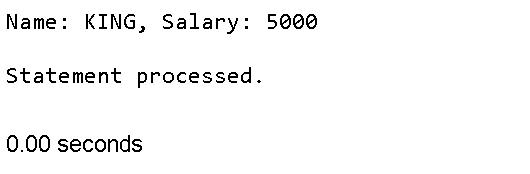 Name: KING, Salary: 5000
Statement processed.
0.00 seconds